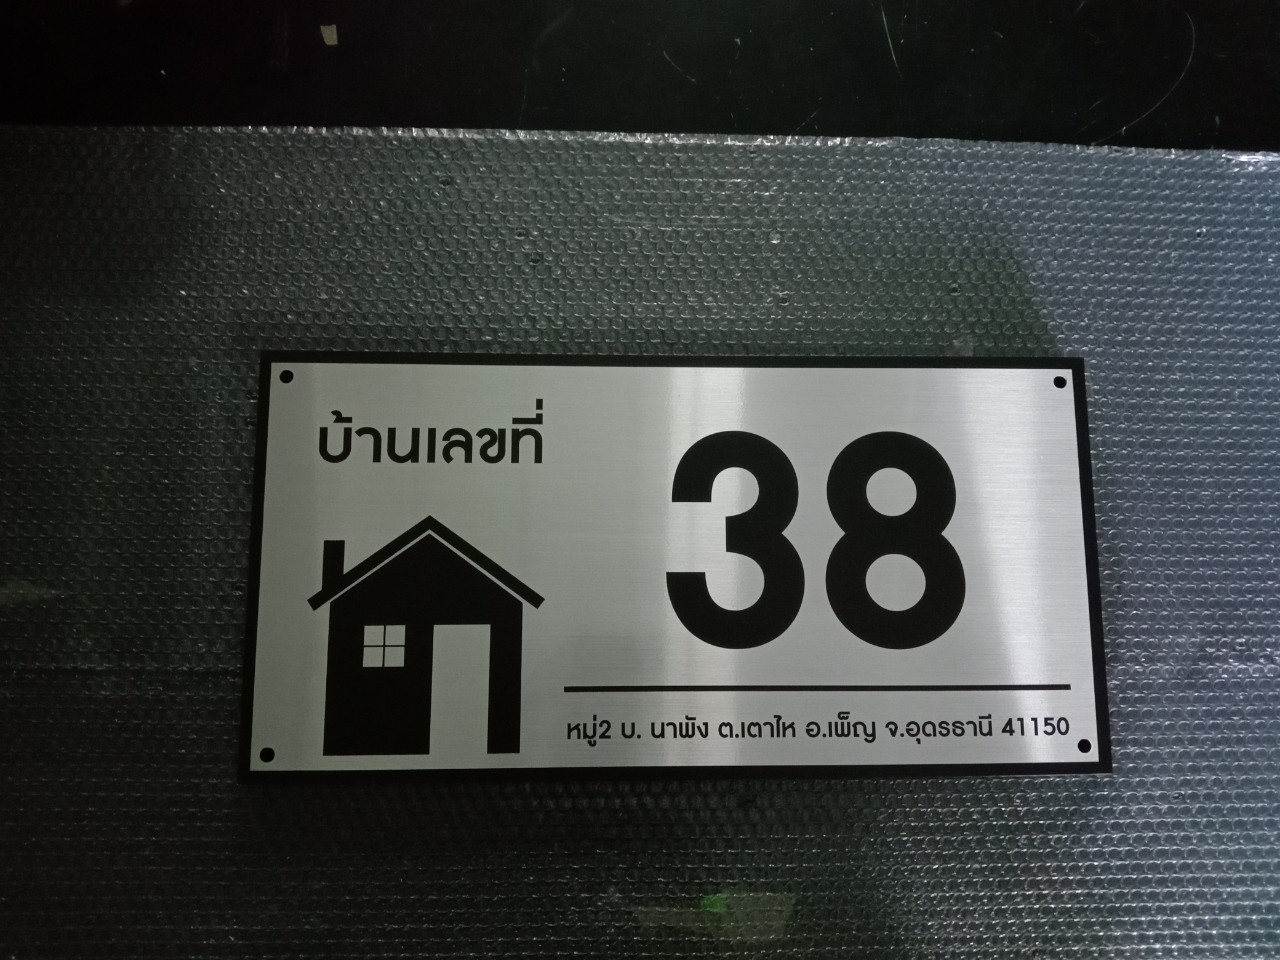 บ้านเลขที่
38
หมู่2 บ. นาพัง ต.เตาไห อ.เพ็ญ จ.อุดรธานี 41150